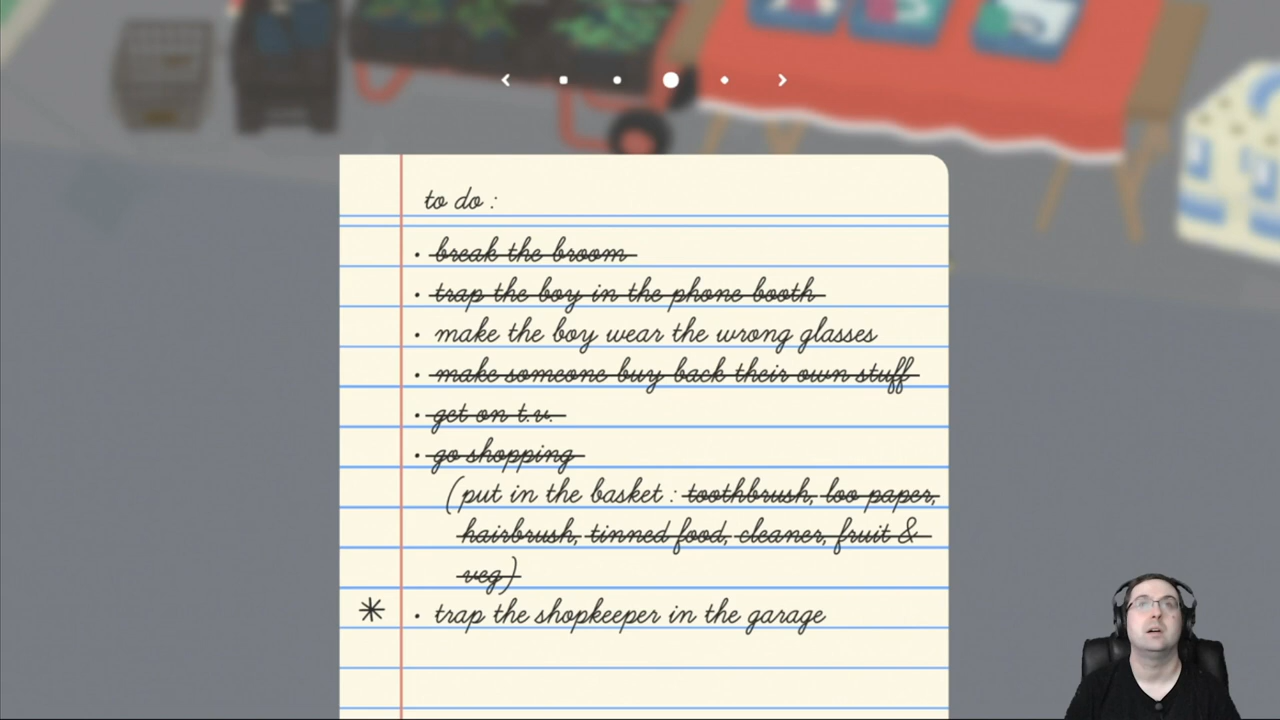 to do :
• break the broom
• trap the boy in the phone booth
• make the boy wear the wrong glasses
• make someone buy back their own stuff
• get on t.v.
• go shopping
(put in the basket : toothbrush, loo paper,
hairbrush, tinned food, cleaner, fruit &
veg)
• trap the shopkeeper in the garage